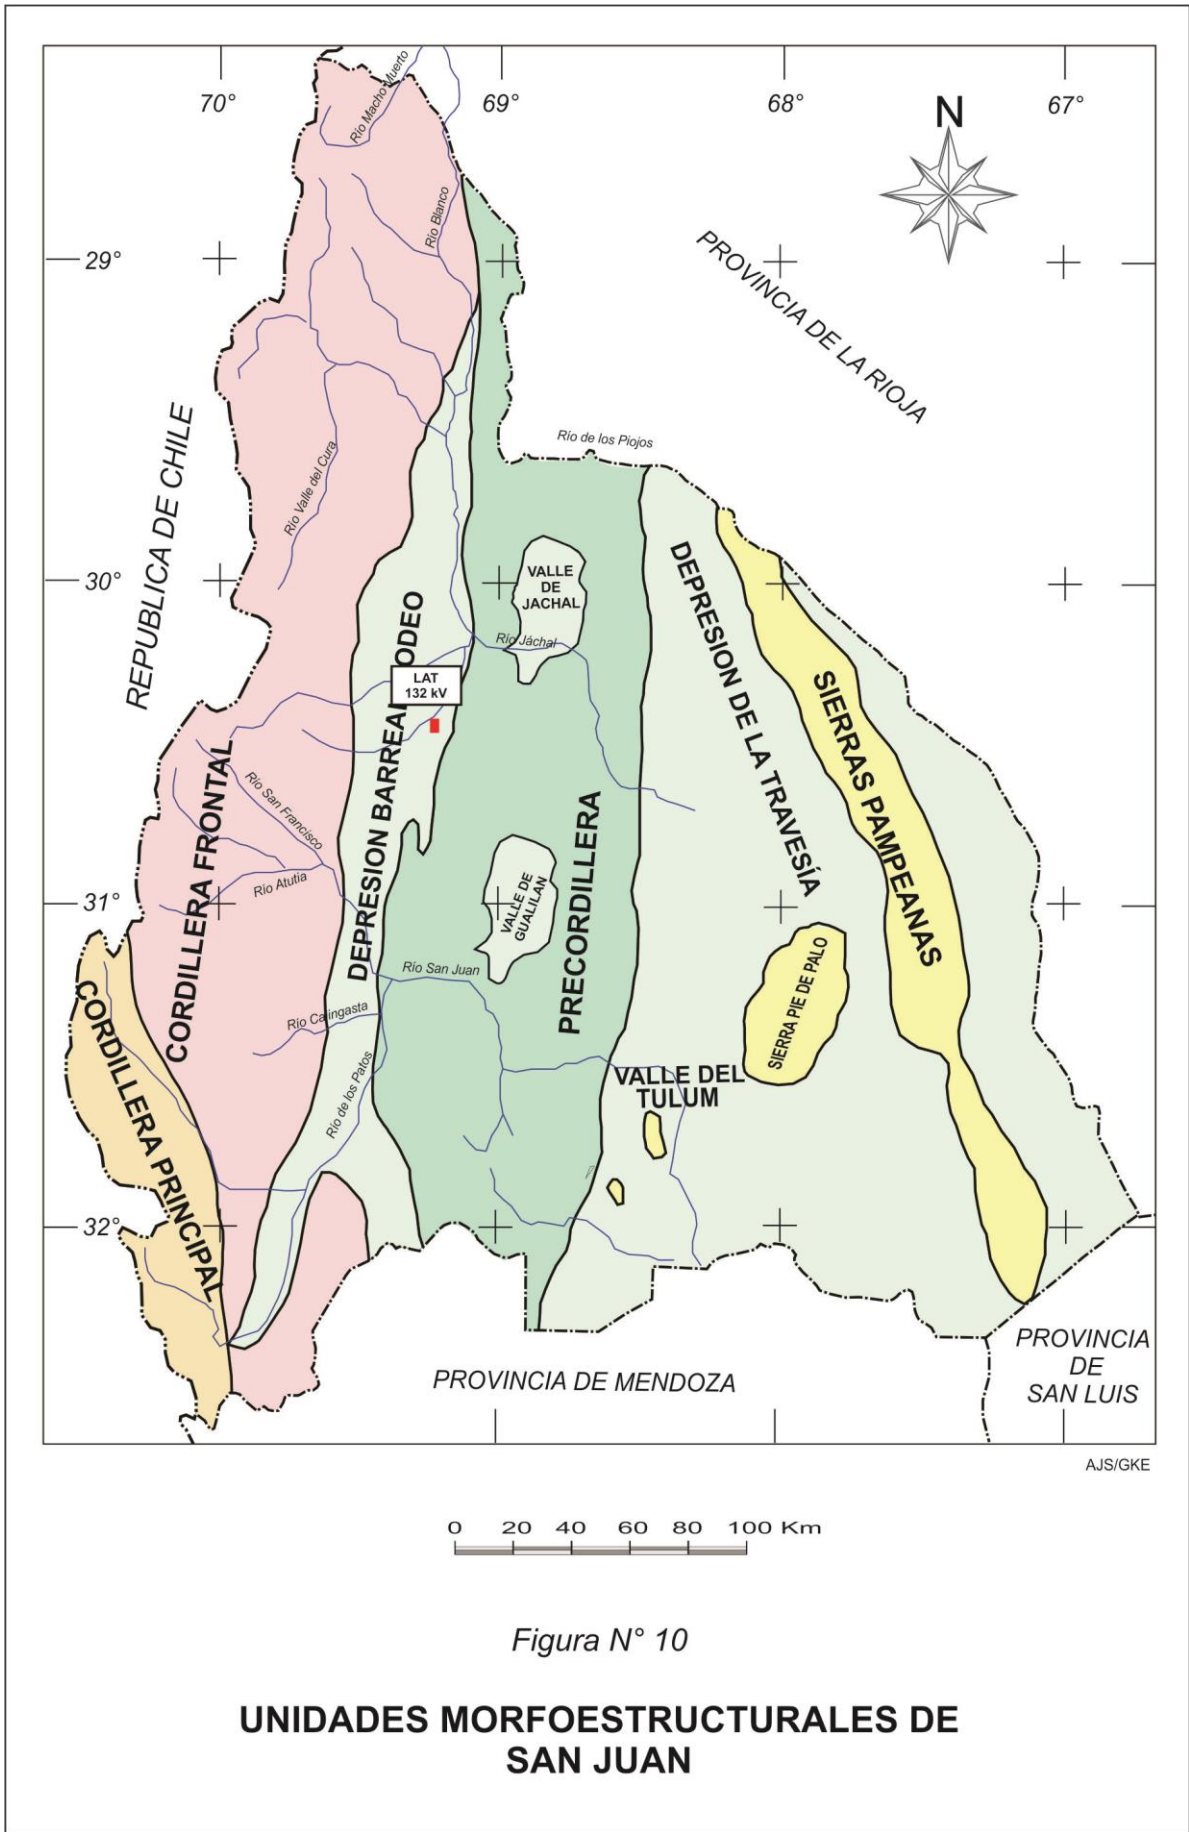 70°
69°
68°
67°
N
Río Macho Muerto
Río Blanco
29°
PROVINCIA DE LA RIOJA
REPUBLICA DE CHILE
Río Valle del Cura
Río de los Piojos
30°
VALLE
DE
JACHAL
Río Jáchal
LAT
132 kV
DEPRESION BARREAL RODEO
DEPRESION DE LA TRAVESÍA
SIERRAS PAMPEANAS
CORDILLERA FRONTAL
Río San Francisco
Río Atutia
31°
VALLE DE
GUALILAN
PRECORDILLERA
Río San Juan
Río Calingasta
Río de los Patos
SIERRA PIE DE PALO
VALLE DEL
TULUM
CORDILLERA PRINCIPAL
32°
PROVINCIA DE MENDOZA
PROVINCIA
DE
SAN LUIS
AJS/GKE
0 20 40 60 80 100 Km
Figura N° 10
UNIDADES MORFOESTRUCTURALES DE
SAN JUAN